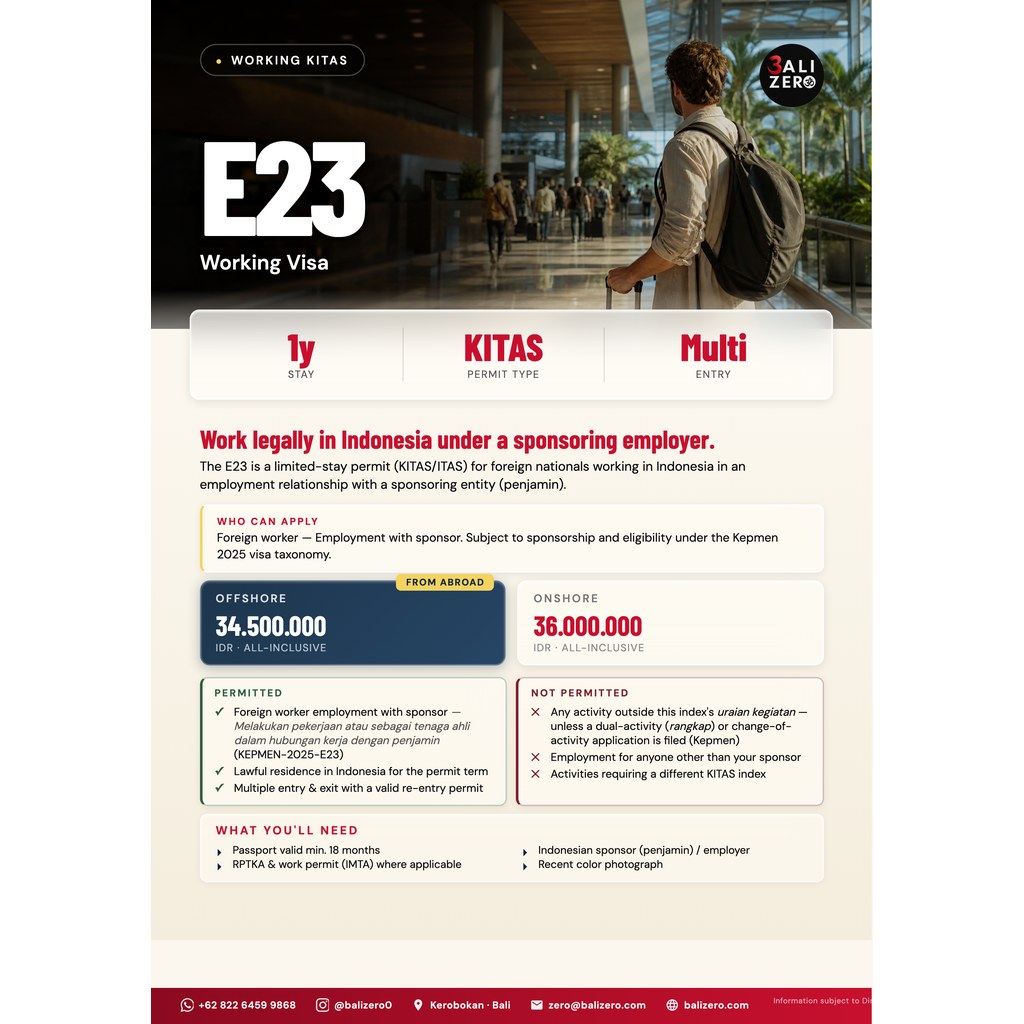 WORKING KITAS
BALI
ZERO
E23
Working Visa
1y
STAY
KITAS
PERMIT TYPE
Multi
ENTRY
Work legally in Indonesia under a sponsoring employer.
The E23 is a limited-stay permit (KITAS/ITAS) for foreign nationals working in Indonesia in an
employment relationship with a sponsoring entity (penjamin).
WHO CAN APPLY
Foreign worker — Employment with sponsor. Subject to sponsorship and eligibility under the Kepmen
2025 visa taxonomy.
FROM ABROAD
OFFSHORE
34.500.000
IDR · ALL-INCLUSIVE
ONSHORE
36.000.000
IDR · ALL-INCLUSIVE
PERMITTED
✓ Foreign worker employment with sponsor —
Melakukan pekerjaan atau sebagai tenaga ahli
dalam hubungan kerja dengan penjamin
(KEPMEN-2025-E23)
✓ Lawful residence in Indonesia for the permit term
✓ Multiple entry & exit with a valid re-entry permit
NOT PERMITTED
✕ Any activity outside this index's uraian kegiatan —
unless a dual-activity (rangkap) or change-of-
activity application is filed (Kepmen)
✕ Employment for anyone other than your sponsor
✕ Activities requiring a different KITAS index
WHAT YOU'LL NEED
Passport valid min. 18 months
RPTKA & work permit (IMTA) where applicable
Indonesian sponsor (penjamin) / employer
Recent color photograph
+62 822 6459 9868
@balizero0
Kerobokan · Bali
zero@balizero.com
balizero.com
Information subject to